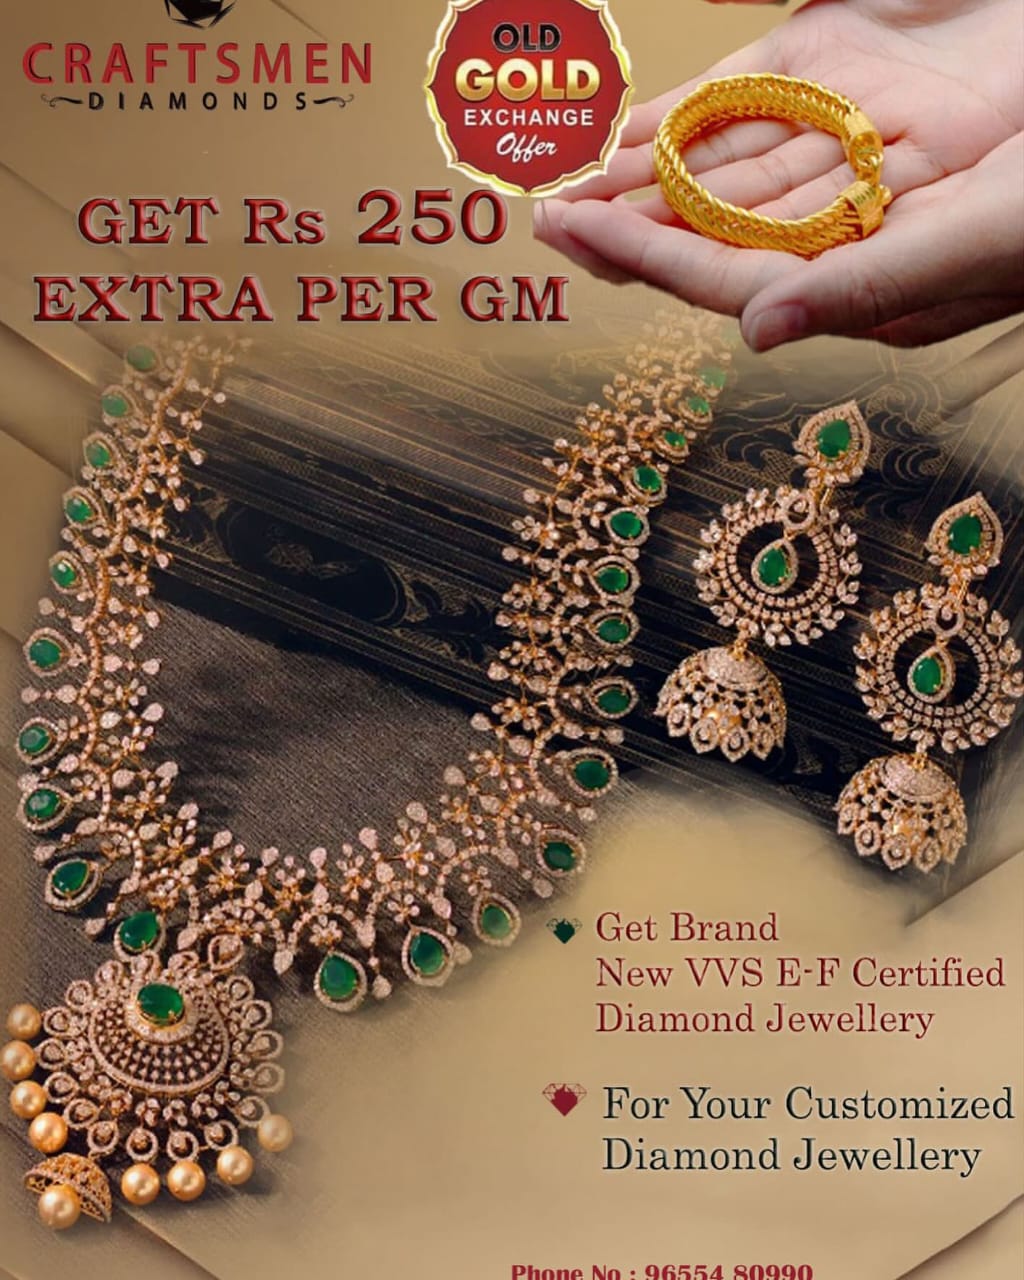 CRAFTSMEN
DIAMONDS
OLD
GOLD
EXCHANGE
Offer
GET Rs 250
EXTRA PER GM
Get Brand
New VVS E-F Certified
Diamond Jewellery
For Your Customized
Diamond Jewellery
Phone No : 96554 80990